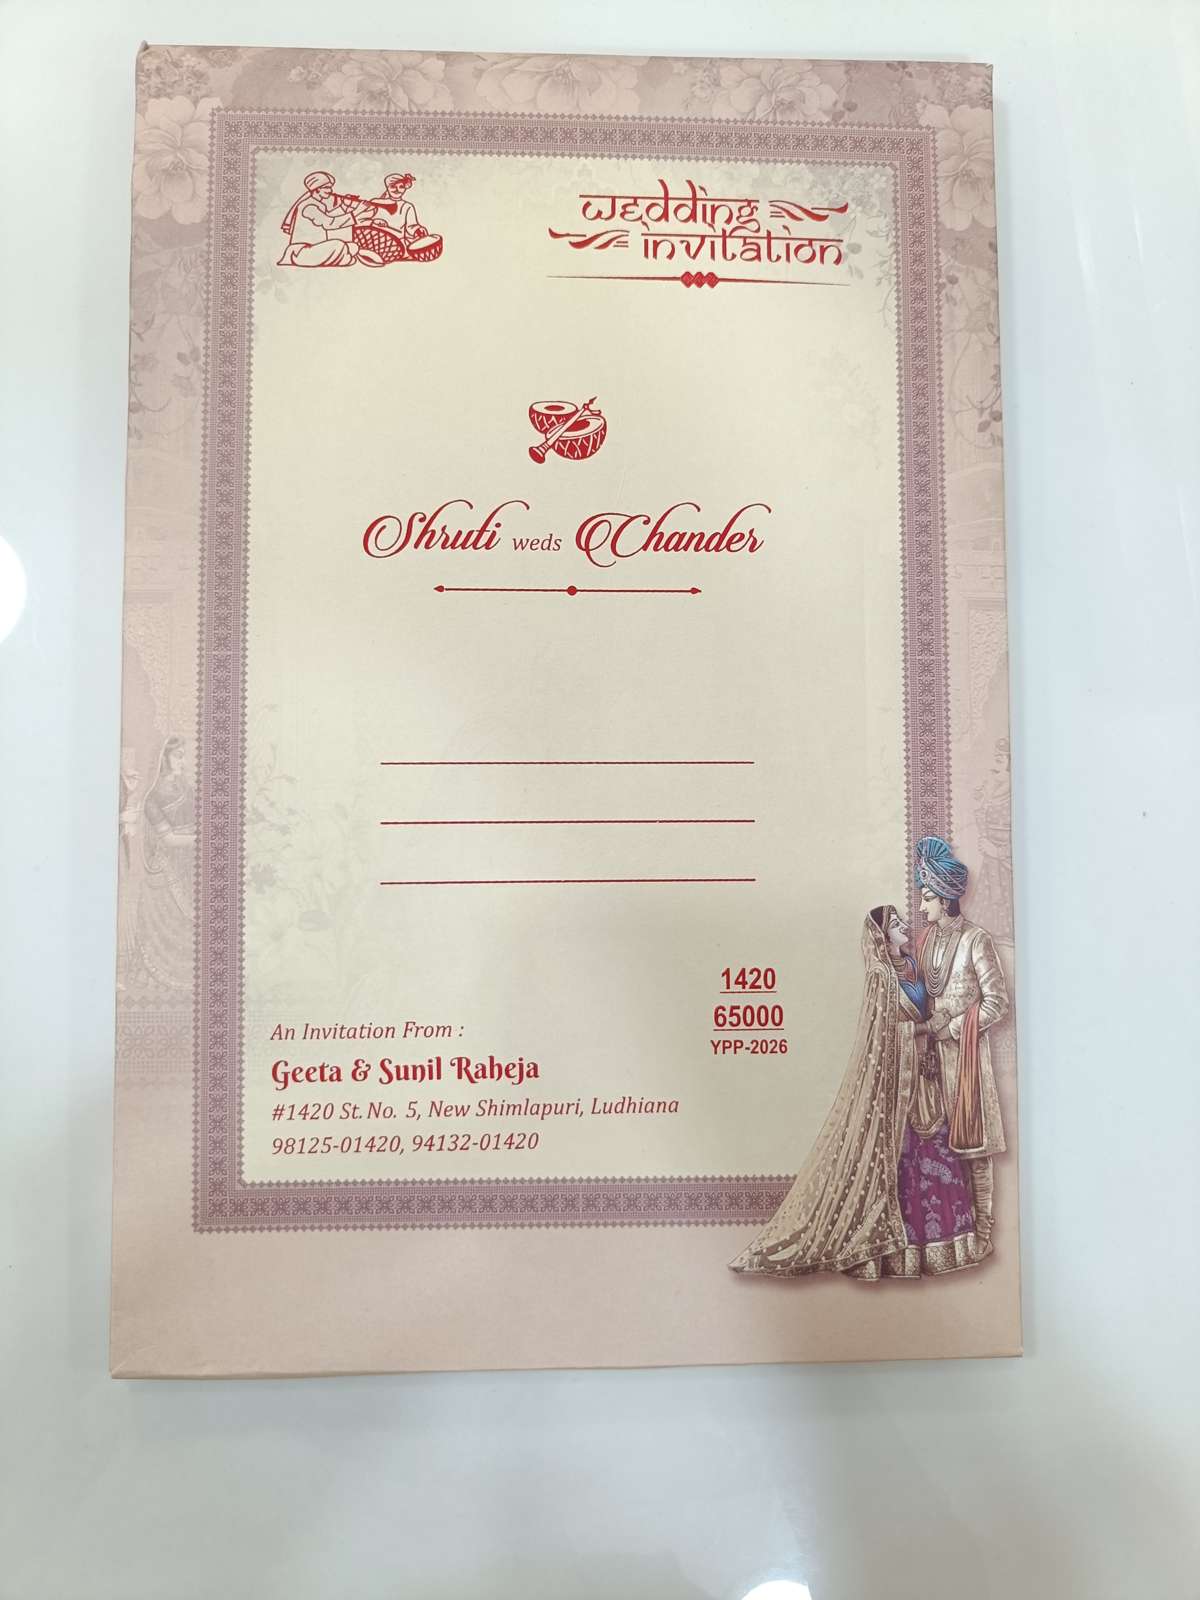 wedding
invitation
Shruti weds Chander
1420
65000
YPP-2026
An Invitation From :
Geeta & Sunil Raheja
#1420 St. No. 5, New Shimlapuri, Ludhiana
98125-01420, 94132-01420